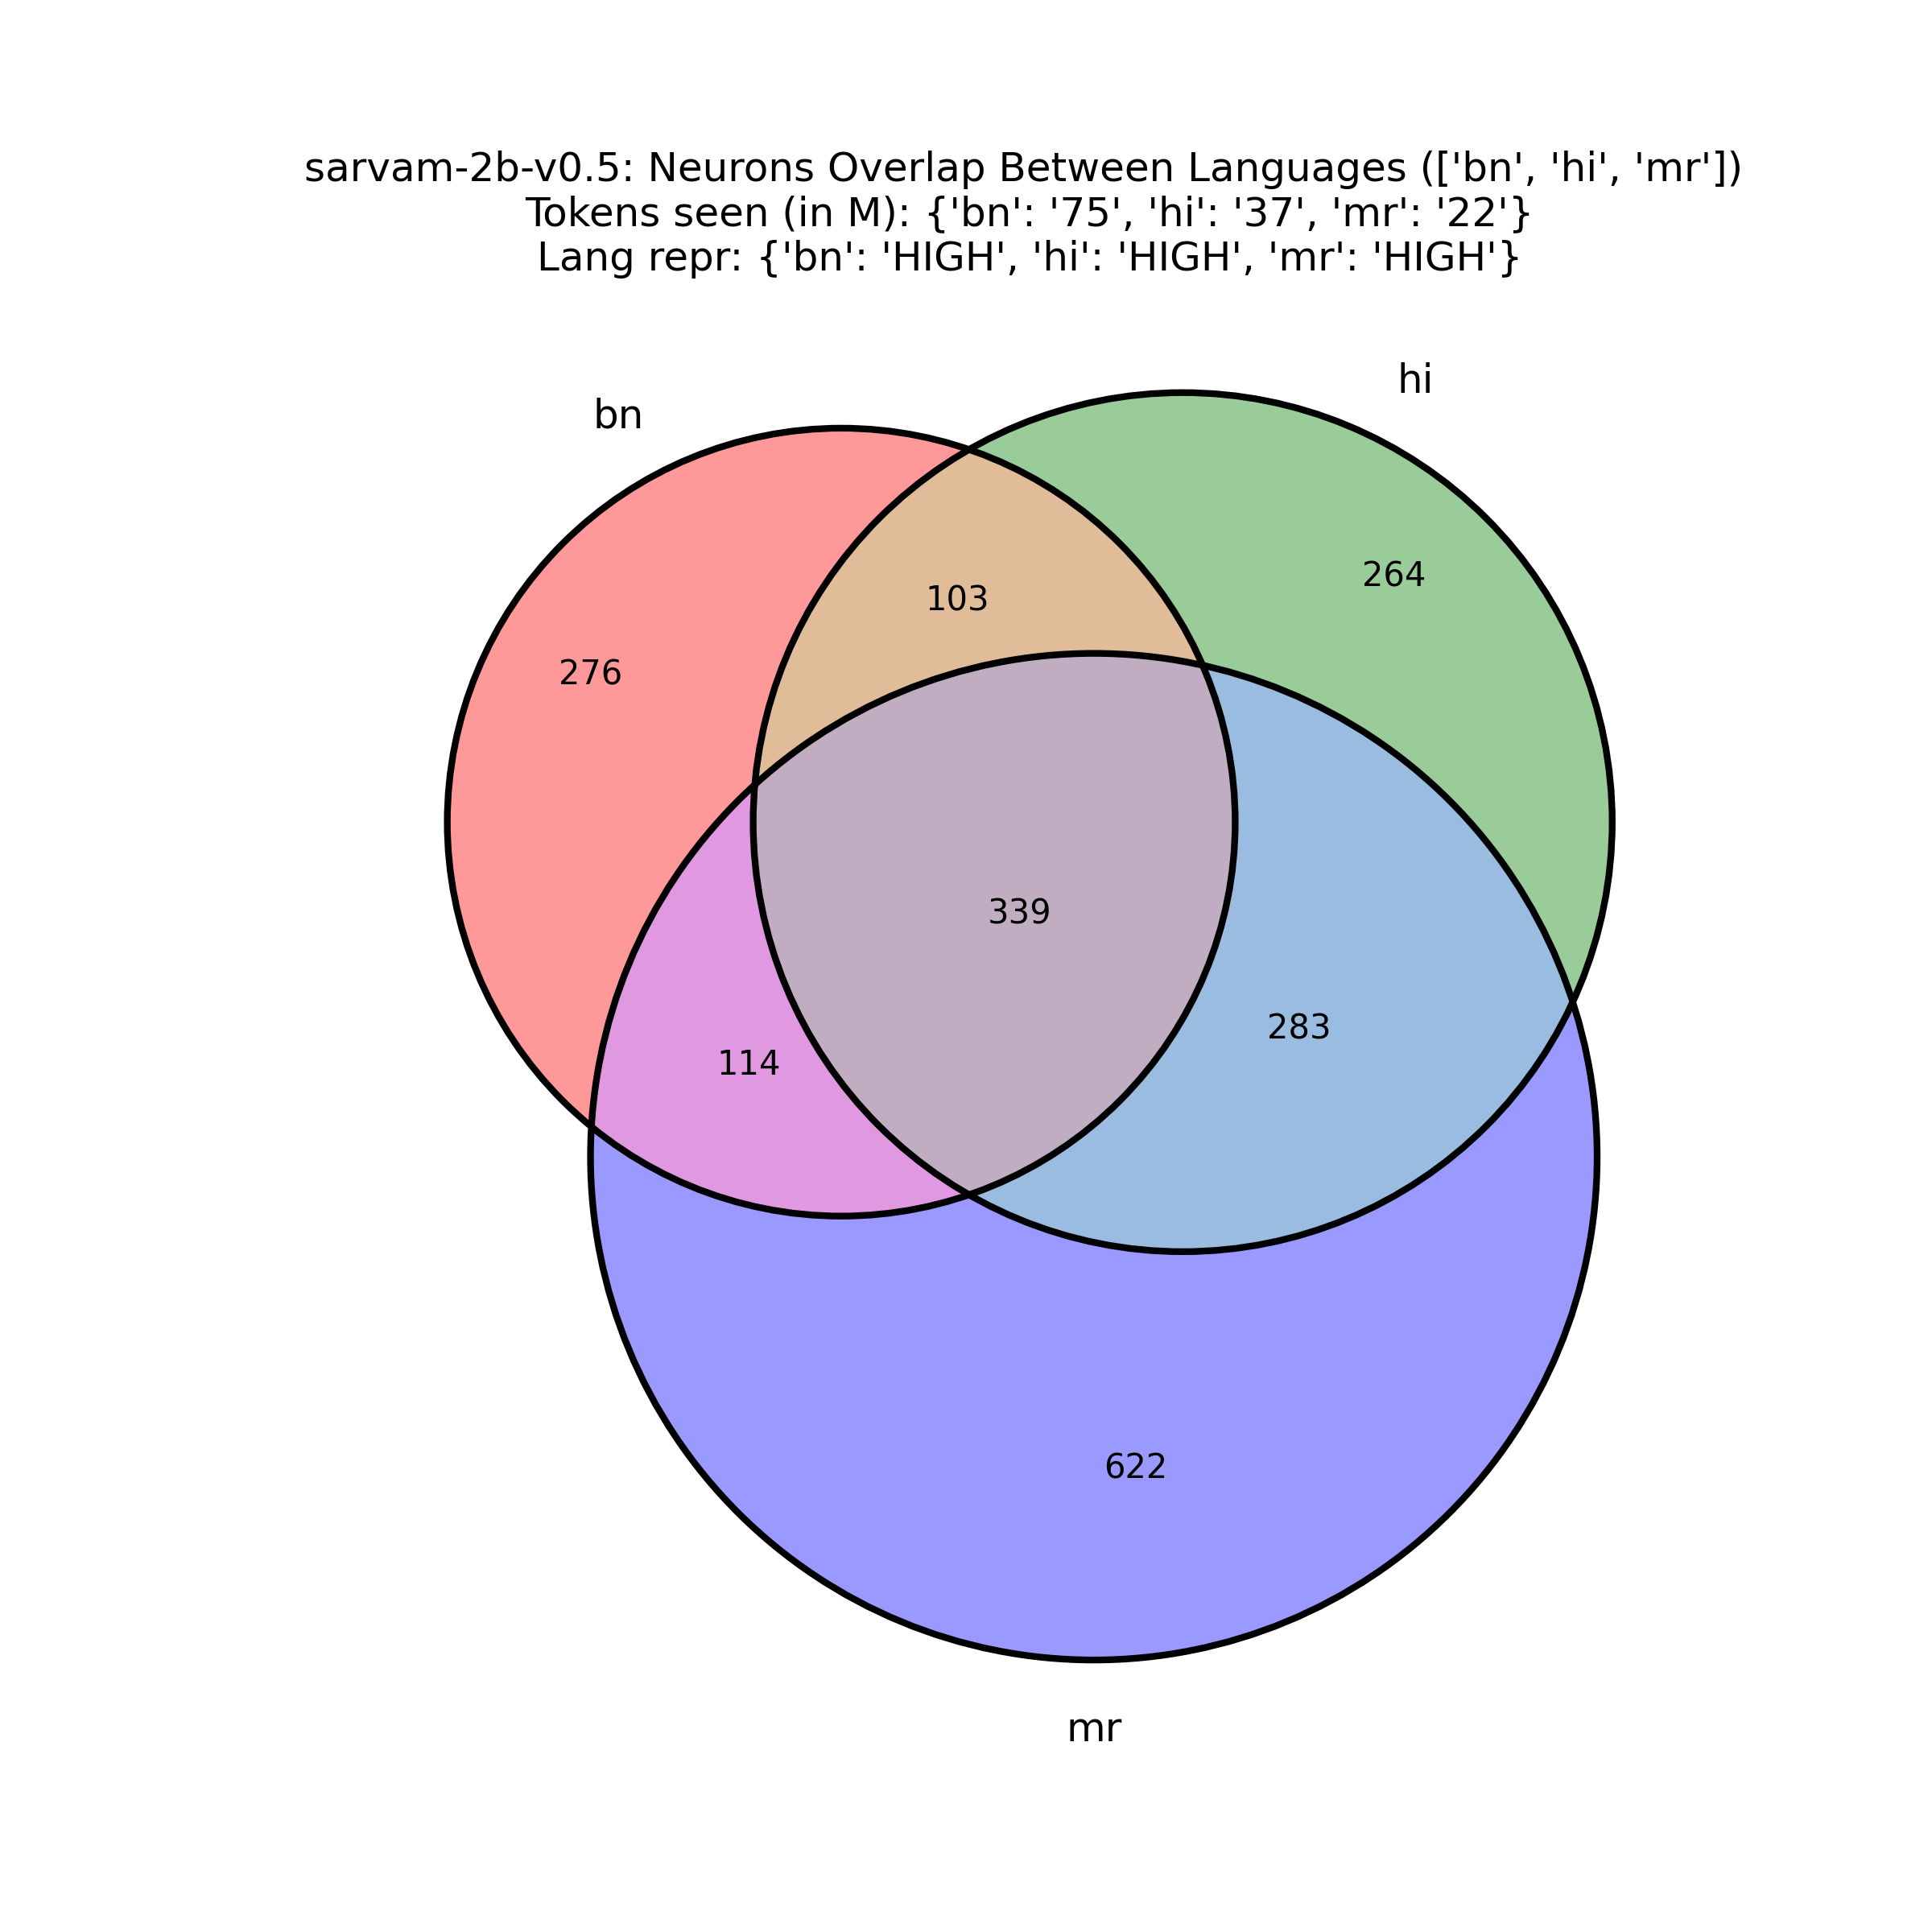 sarvam-2b-v0.5: Neurons Overlap Between Languages (['bn', 'hi', 'mr'])
Tokens seen (in M): {'bn': '75', 'hi': '37', 'mr': '22'}
Lang repr: {'bn': 'HIGH', 'hi': 'HIGH', 'mr': 'HIGH'}
hi
bn
264
103
276
339
283
114
622
mr